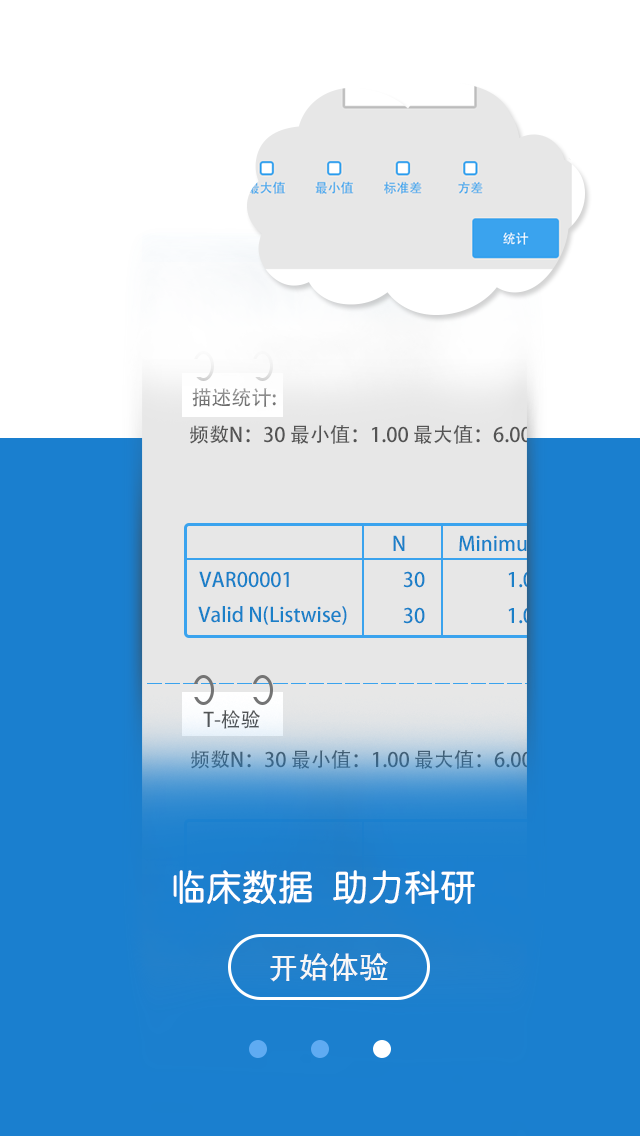 最大值 最小值 标准差 方差
统计
描述统计:
频数N：30 最小值：1.00 最大值：6.00
N Minimu
VAR00001 30 1.0
Valid N(Listwise) 30 1.0
T-检验
频数N：30 最小值：1.00 最大值：6.00
临床数据 助力科研
开始体验